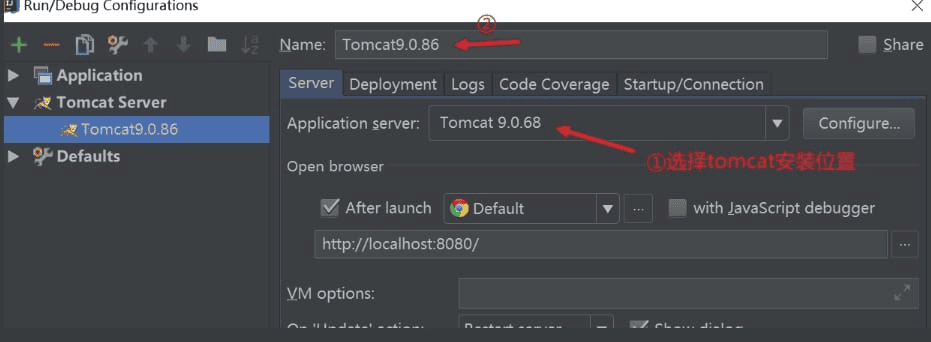 Run/Debug Configurations
②
Name: Tomcat9.0.86 Share
Application
Tomcat Server
Tomcat9.0.86
Defaults
Server Deployment Logs Code Coverage Startup/Connection
Application server: Tomcat 9.0.68 Configure...
①选择tomcat安装位置
Open browser
After launch Default ... with JavaScript debugger
http://localhost:8080/ ...
VM options:
On 'Update' action: Restart server Show dialog